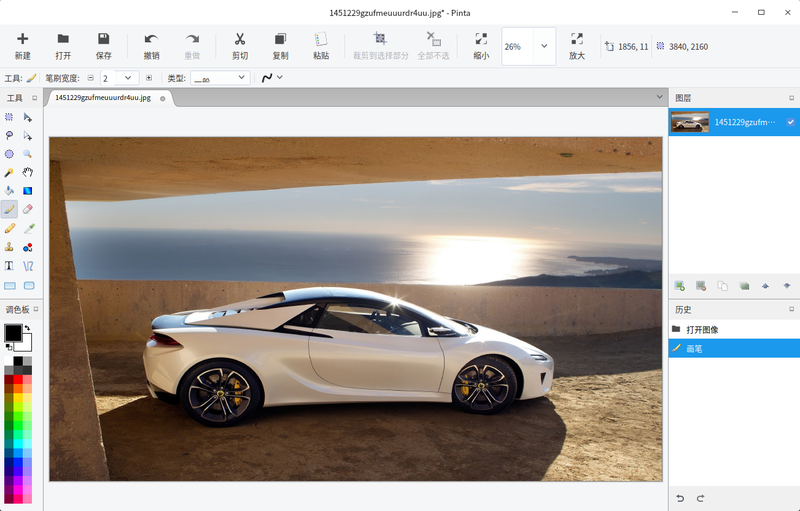 1451229gzufmeuuurdr4uu.jpg* - Pinta
新建 打开 保存 撤销 重做 剪切 复制 粘贴 裁剪到选择部分 全部不选 缩小 26% 放大 1856, 11 3840, 2160
工具: 笔刷宽度: 2 类型:
工具
1451229gzufmeuuurdr4uu.jpg
图层
1451229gzufm···
调色板
历史
打开图像
画笔